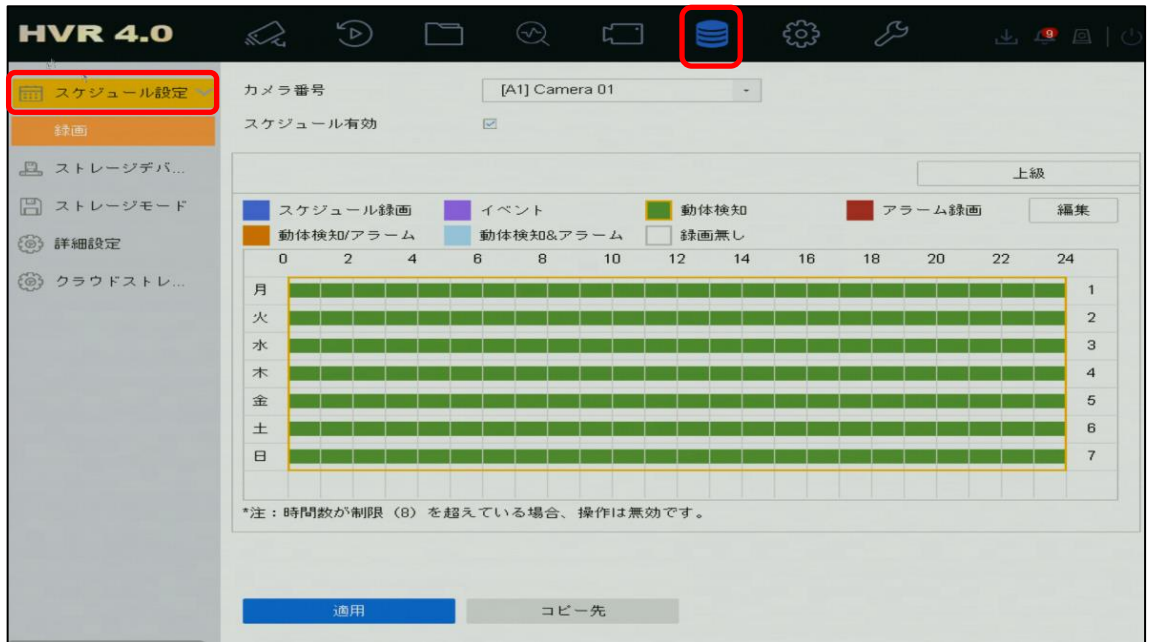 HVR 4.0
9
スケジュール設定
録画
ストレージデバ...
ストレージモード
詳細設定
クラウドストレ...
カメラ番号 [A1] Camera 01
スケジュール有効
上級
スケジュール録画 イベント 動体検知 アラーム録画 編集
動体検知/アラーム 動体検知&アラーム 録画無し
0 2 4 6 8 10 12 14 16 18 20 22 24
月 1
火 2
水 3
木 4
金 5
土 6
日 7
*注：時間数が制限（8）を超えている場合、操作は無効です。
適用 コピー先